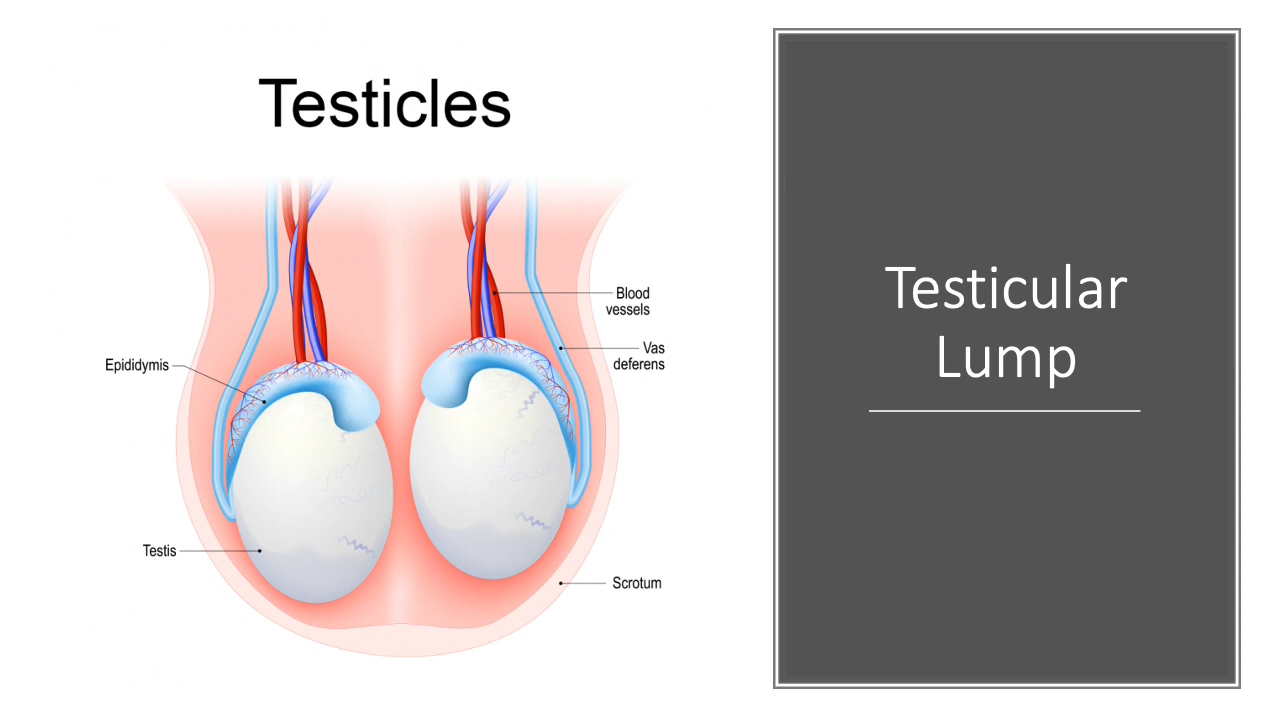 Testicles
Blood
vessels
Vas
deferens
Epididymis
Testis
Scrotum
Testicular
Lump